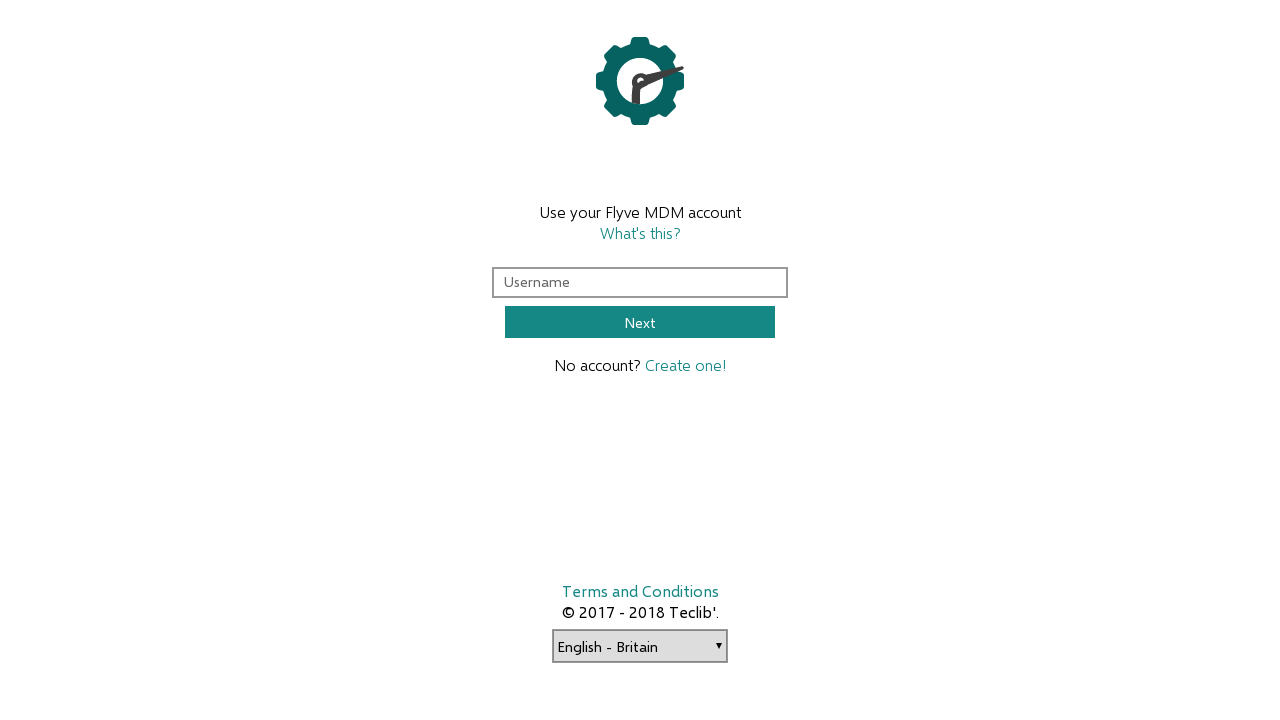 Use your Flyve MDM account
What's this?
Username
Next
No account? Create one!
Terms and Conditions
© 2017 - 2018 Teclib'.
English - Britain